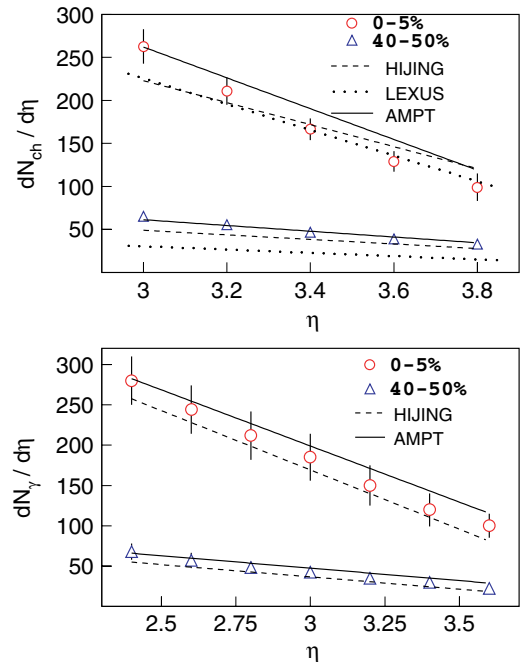 300
250
200
150
100
50
dN_ch / dη
0-5%
40-50%
HIJING
LEXUS
AMPT
3 3.2 3.4 3.6 3.8
η
300
250
200
150
100
50
dN_γ / dη
0-5%
40-50%
HIJING
AMPT
2.5 2.75 3 3.25 3.5
η